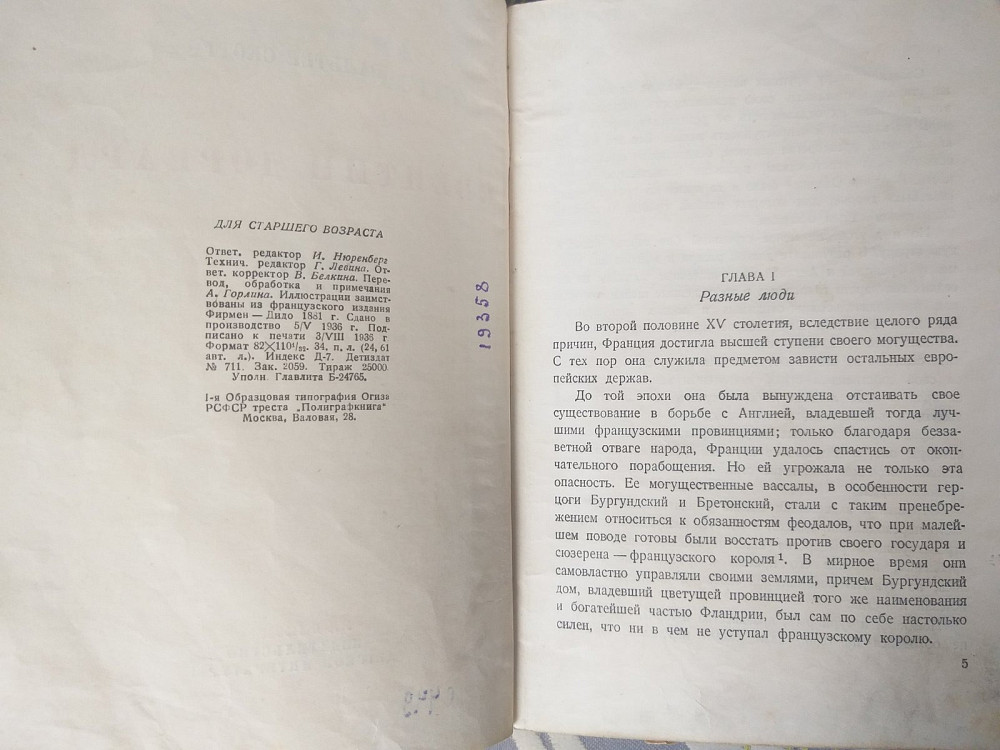 ДЛЯ СТАРШЕГО ВОЗРАСТА
Ответ. редактор И. Нюренберг
Технич. редактор Г. Левина. От-
вет. корректор В. Белкина. Пере-
вод, обработка и примечания
А. Горлина. Иллюстрации заимст-
вованы из французского издания
Фирмен — Дидо 1881 г. Сдано в
производство 5/V 1936 г. Под-
писано к печати 3/VIII 1936 г
Формат 82×110¹/₃₂. 34. п. л. (24,61
авт. л.). Индекс Д-7. Детиздат
№ 711. Зак. 2059. Тираж 25000
Уполн. Главлита Б-24765.
1-я Образцовая типография Огиза
РСФСР треста „Полиграфкнига"
Москва, Валовая, 28.
19358
ГЛАВА I
Разные люди
Во второй половине XV столетия, вследствие целого ряда
причин, Франция достигла высшей ступени своего могущества.
С тех пор она служила предметом зависти остальных евро-
пейских держав.
До той эпохи она была вынуждена отстаивать свое
существование в борьбе с Англией, владевшей тогда луч-
шими французскими провинциями; только благодаря безза-
ветной отваге народа, Франции удалось спастись от окон-
чательного порабощения. Но ей угрожала не только эта
опасность. Ее могущественные вассалы, в особенности гер-
цоги Бургундский и Бретонский, стали с таким пренебре-
жением относиться к обязанностям феодалов, что при малей-
шем поводе готовы были восстать против своего государя и
сюзерена — французского короля¹. В мирное время они
самовластно управляли своими землями, причем Бургундский
дом, владевший цветущей провинцией того же наименования
и богатейшей частью Фландрии, был сам по себе настолько
силен, что ни в чем не уступал французскому королю.
5